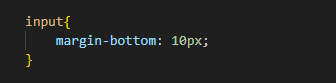 input{
    margin-bottom: 10px;
}